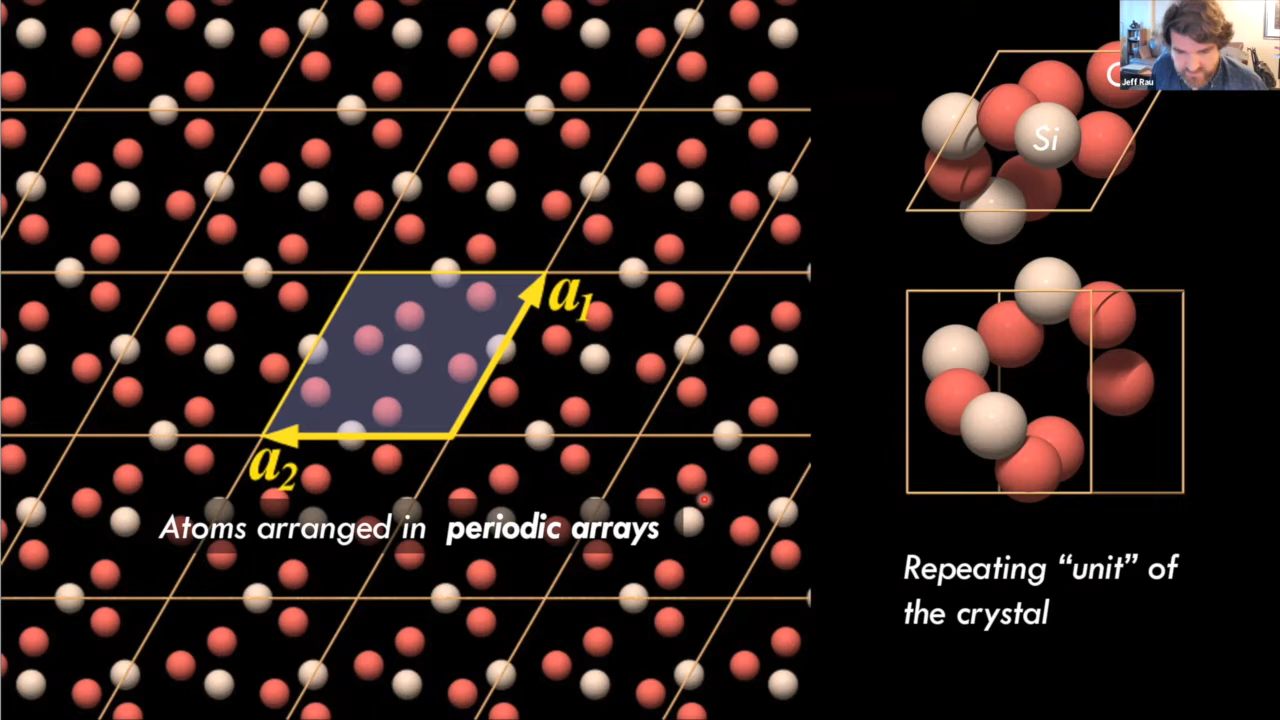 Jeff Rau
Si
a1
a2
Atoms arranged in periodic arrays
Repeating “unit” of
the crystal